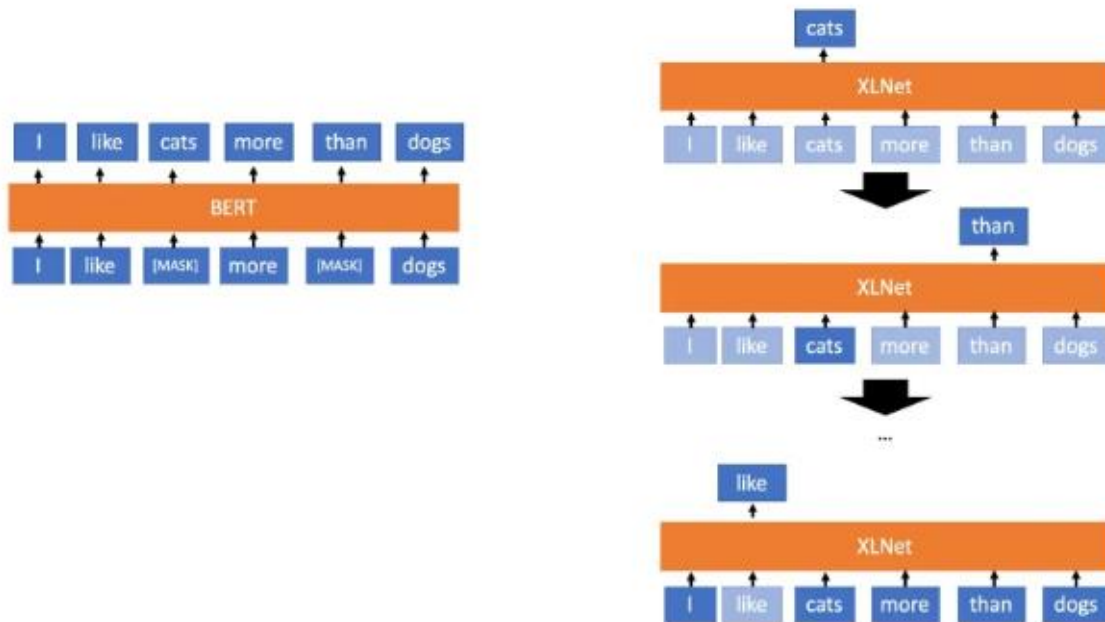 I like cats more than dogs
BERT
I like [MASK] more [MASK] dogs
cats
XLNet
I like cats more than dogs
than
XLNet
I like cats more than dogs
...
like
XLNet
I like cats more than dogs